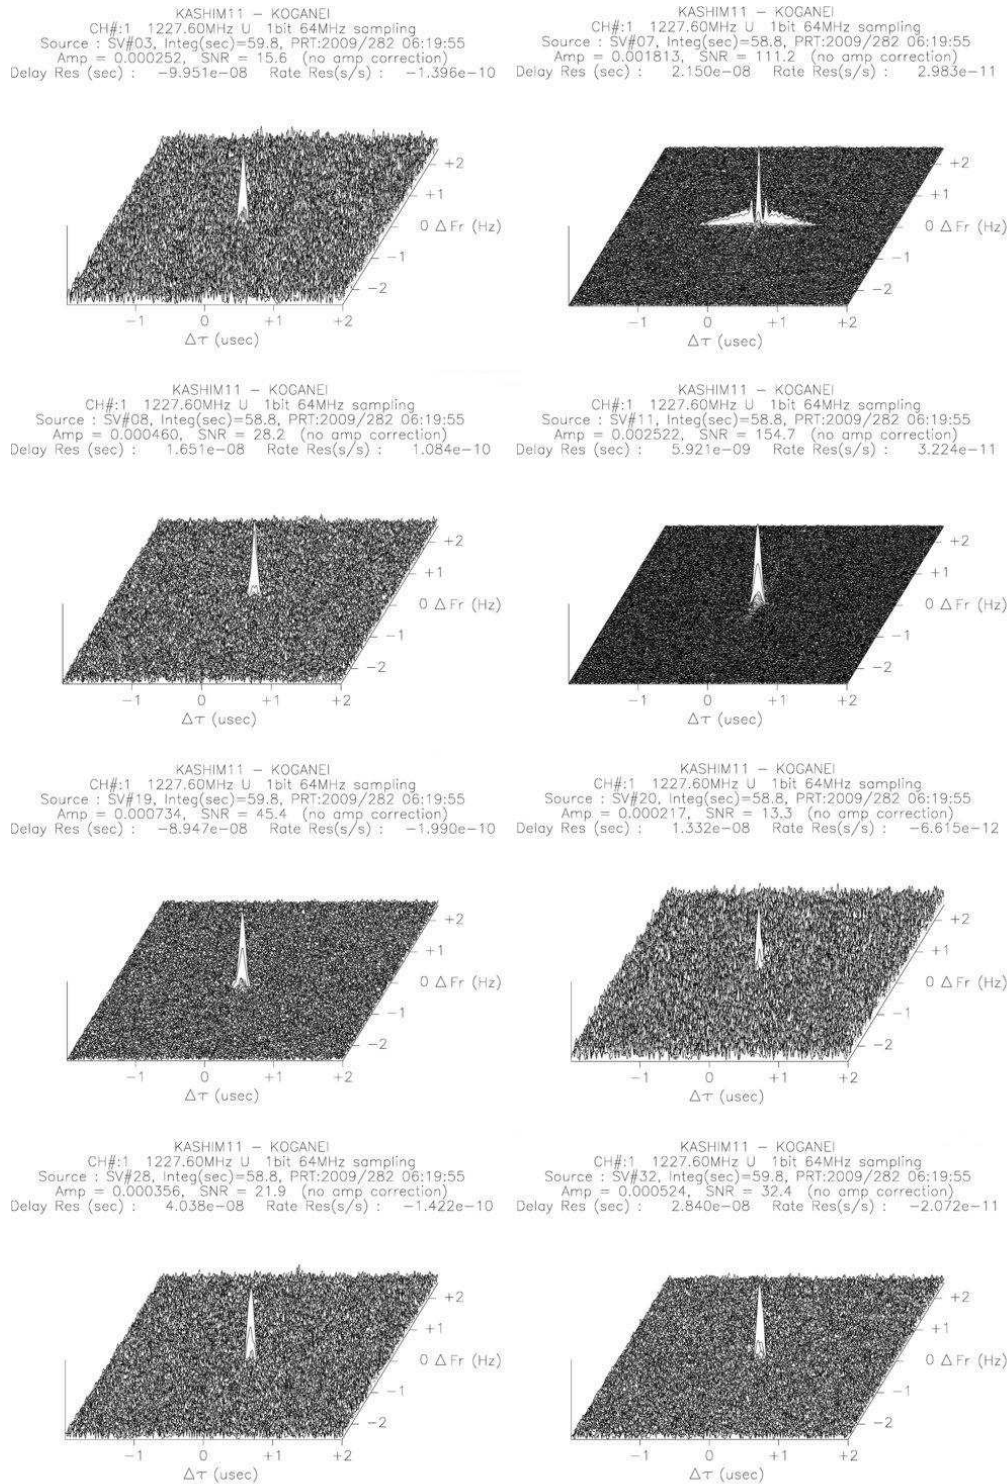 KASHIM11 - KOGANEI
CH#:1 1227.60MHz U 1bit 64MHz sampling
Source : SV#03, Integ(sec)=59.8, PRT:2009/282 06:19:55
Amp = 0.000252, SNR = 15.6 (no amp correction)
Delay Res (sec) : -9.951e-08 Rate Res(s/s) : -1.396e-10
+2
+1
0 Δ Fr (Hz)
-1
-2
-1 0 +1 +2
Δτ (usec)
KASHIM11 - KOGANEI
CH#:1 1227.60MHz U 1bit 64MHz sampling
Source : SV#07, Integ(sec)=58.8, PRT:2009/282 06:19:55
Amp = 0.001813, SNR = 111.2 (no amp correction)
Delay Res (sec) : 2.150e-08 Rate Res(s/s) : 2.983e-11
+2
+1
0 Δ Fr (Hz)
-1
-2
-1 0 +1 +2
Δτ (usec)
KASHIM11 - KOGANEI
CH#:1 1227.60MHz U 1bit 64MHz sampling
Source : SV#08, Integ(sec)=58.8, PRT:2009/282 06:19:55
Amp = 0.000460, SNR = 28.2 (no amp correction)
Delay Res (sec) : 1.651e-08 Rate Res(s/s) : 1.084e-10
+2
+1
0 Δ Fr (Hz)
-1
-2
-1 0 +1 +2
Δτ (usec)
KASHIM11 - KOGANEI
CH#:1 1227.60MHz U 1bit 64MHz sampling
Source : SV#11, Integ(sec)=58.8, PRT:2009/282 06:19:55
Amp = 0.002522, SNR = 154.7 (no amp correction)
Delay Res (sec) : 5.921e-09 Rate Res(s/s) : 3.224e-11
+2
+1
0 Δ Fr (Hz)
-1
-2
-1 0 +1 +2
Δτ (usec)
KASHIM11 - KOGANEI
CH#:1 1227.60MHz U 1bit 64MHz sampling
Source : SV#19, Integ(sec)=59.8, PRT:2009/282 06:19:55
Amp = 0.000734, SNR = 45.4 (no amp correction)
Delay Res (sec) : -8.947e-08 Rate Res(s/s) : -1.990e-10
+2
+1
0 Δ Fr (Hz)
-1
-2
-1 0 +1 +2
Δτ (usec)
KASHIM11 - KOGANEI
CH#:1 1227.60MHz U 1bit 64MHz sampling
Source : SV#20, Integ(sec)=58.8, PRT:2009/282 06:19:55
Amp = 0.000217, SNR = 13.3 (no amp correction)
Delay Res (sec) : 1.332e-08 Rate Res(s/s) : -6.615e-12
+2
+1
0 Δ Fr (Hz)
-1
-2
-1 0 +1 +2
Δτ (usec)
KASHIM11 - KOGANEI
CH#:1 1227.60MHz U 1bit 64MHz sampling
Source : SV#28, Integ(sec)=58.8, PRT:2009/282 06:19:55
Amp = 0.000356, SNR = 21.9 (no amp correction)
Delay Res (sec) : 4.038e-08 Rate Res(s/s) : -1.422e-10
+2
+1
0 Δ Fr (Hz)
-1
-2
-1 0 +1 +2
Δτ (usec)
KASHIM11 - KOGANEI
CH#:1 1227.60MHz U 1bit 64MHz sampling
Source : SV#32, Integ(sec)=59.8, PRT:2009/282 06:19:55
Amp = 0.000524, SNR = 32.4 (no amp correction)
Delay Res (sec) : 2.840e-08 Rate Res(s/s) : -2.072e-11
+2
+1
0 Δ Fr (Hz)
-1
-2
-1 0 +1 +2
Δτ (usec)